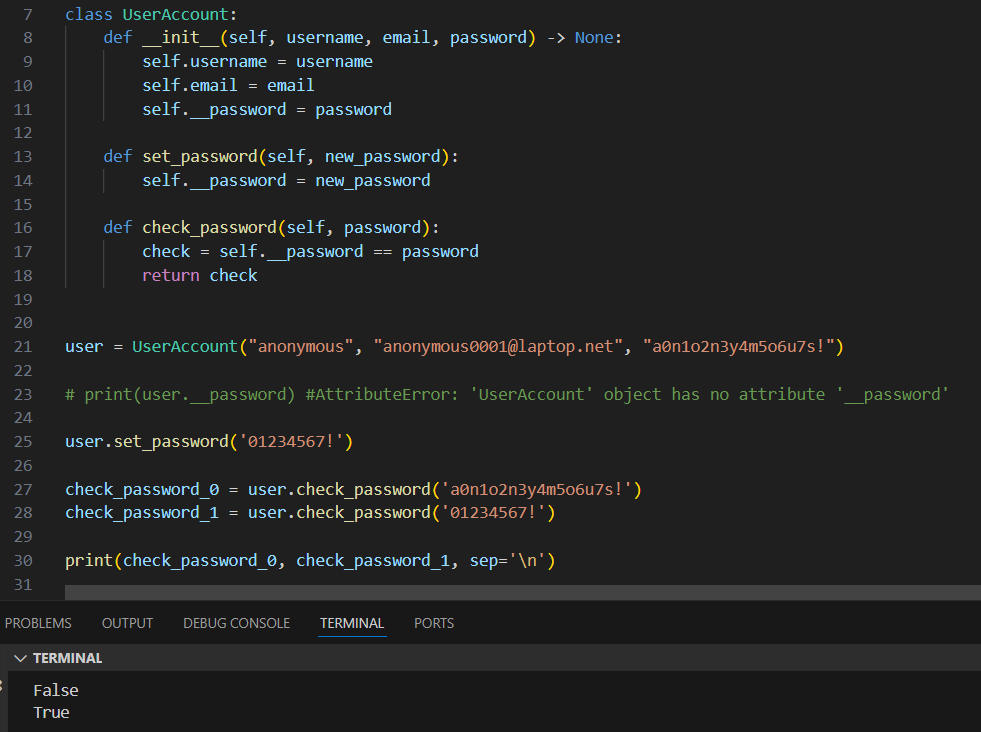 7 class UserAccount:
8     def __init__(self, username, email, password) -> None:
9         self.username = username
10         self.email = email
11         self.__password = password
12
13     def set_password(self, new_password):
14         self.__password = new_password
15
16     def check_password(self, password):
17         check = self.__password == password
18         return check
19
20
21 user = UserAccount("anonymous", "anonymous0001@laptop.net", "a0n1o2n3y4m5o6u7s!")
22
23 # print(user.__password) #AttributeError: 'UserAccount' object has no attribute '__password'
24
25 user.set_password('01234567!')
26
27 check_password_0 = user.check_password('a0n1o2n3y4m5o6u7s!')
28 check_password_1 = user.check_password('01234567!')
29
30 print(check_password_0, check_password_1, sep='\n')
31
PROBLEMS OUTPUT DEBUG CONSOLE TERMINAL PORTS
TERMINAL
False
True